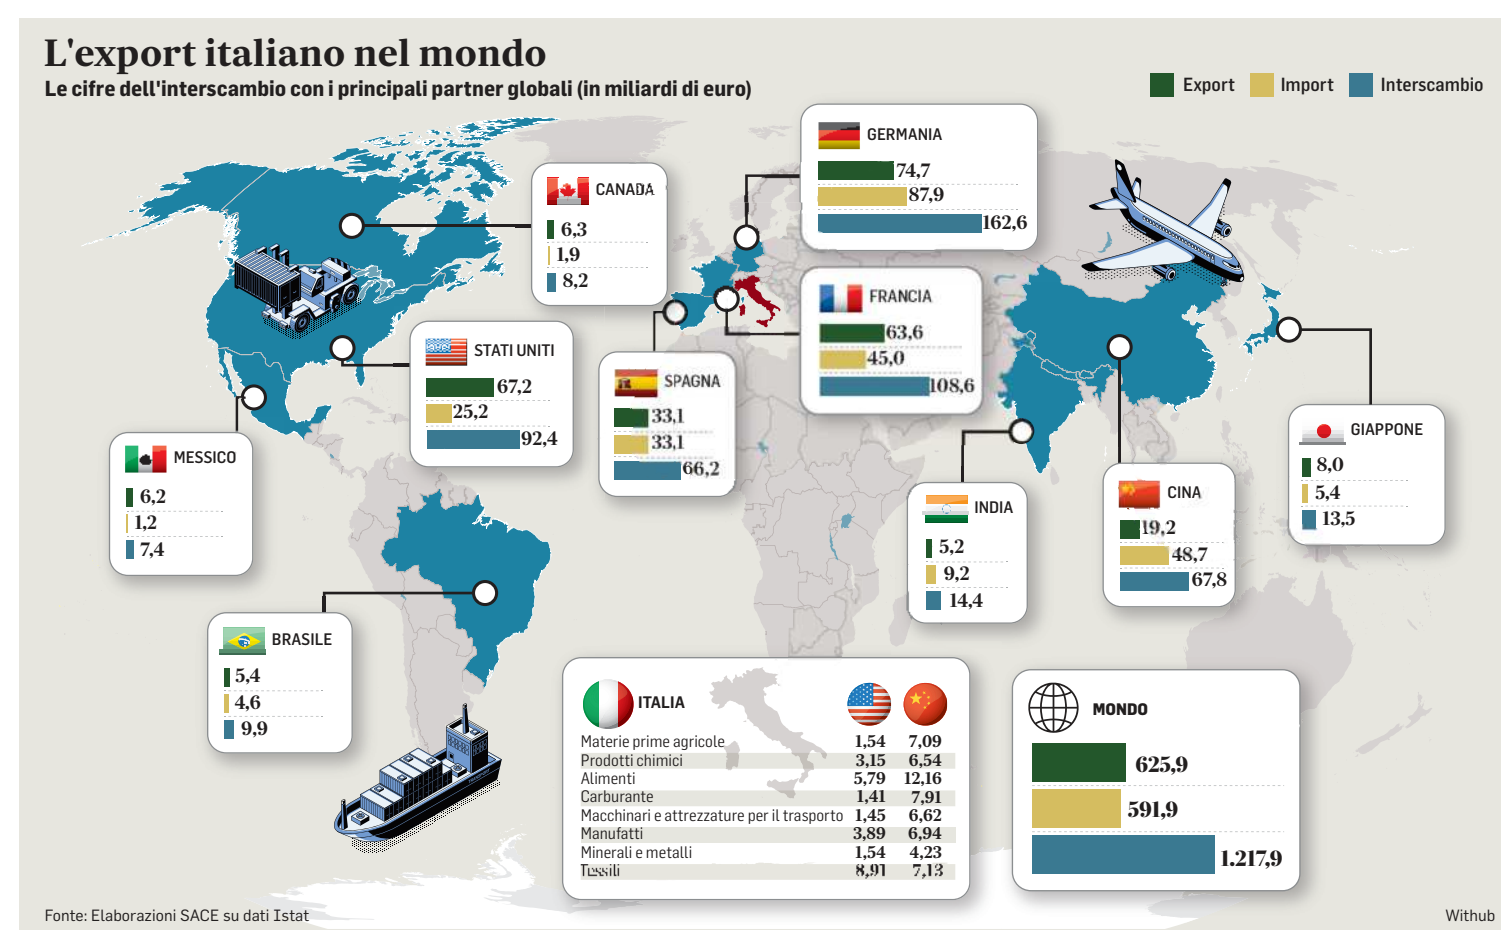 L'export italiano nel mondo
Le cifre dell'interscambio con i principali partner globali (in miliardi di euro)
Export
Import
Interscambio
GERMANIA
74,7
87,9
162,6
CANADA
6,3
1,9
8,2
FRANCIA
63,6
45,0
108,6
STATI UNITI
67,2
25,2
92,4
SPAGNA
33,1
33,1
66,2
MESSICO
6,2
1,2
7,4
GIAPPONE
8,0
5,4
13,5
CINA
19,2
48,7
67,8
INDIA
5,2
9,2
14,4
BRASILE
5,4
4,6
9,9
ITALIA
Materie prime agricole 1,54 7,09
Prodotti chimici 3,15 6,54
Alimenti 5,79 12,16
Carburante 1,41 7,91
Macchinari e attrezzature per il trasporto 1,45 6,62
Manufatti 3,89 6,94
Minerali e metalli 1,54 4,23
Tessili 8,91 7,13
MONDO
625,9
591,9
1.217,9
Fonte: Elaborazioni SACE su dati Istat
Withub